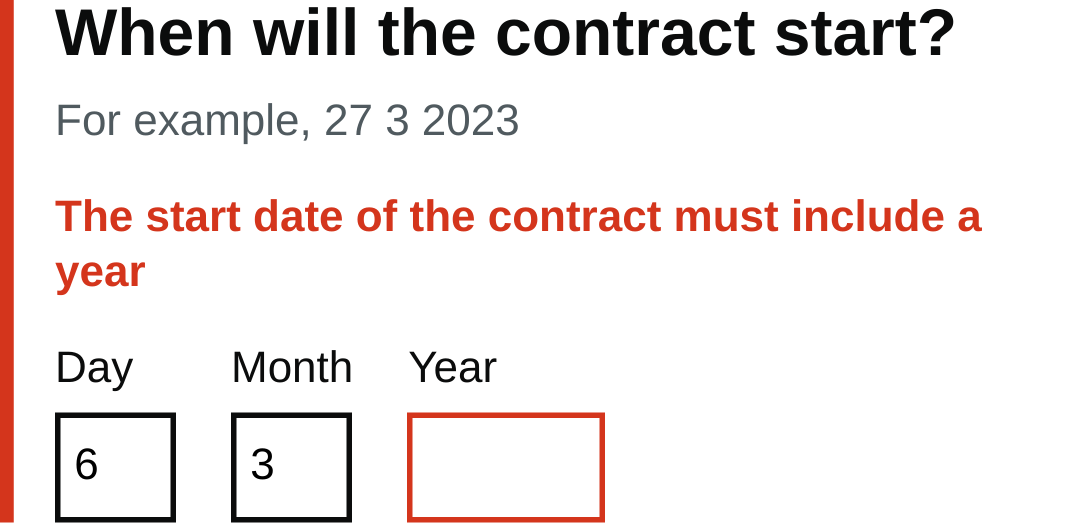 When will the contract start?
For example, 27 3 2023
The start date of the contract must include a
year
Day Month Year
6 3